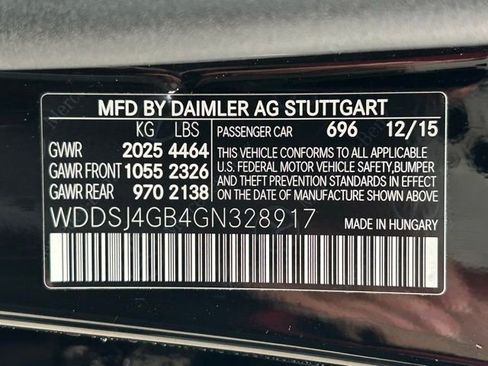 MFD BY DAIMLER AG STUTTGART
KG LBS PASSENGER CAR 696 12/15
GVWR 2025 4464 THIS VEHICLE CONFORMS TO ALL APPLICABLE
GAWR FRONT 1055 2326 U.S. FEDERAL MOTOR VEHICLE SAFETY,BUMPER
GAWR REAR 970 2138 AND THEFT PREVENTION STANDARDS IN EFFECT
ON THE DATE OF MANUFACTURE SHOWN ABOVE.
WDDSJ4GB4GN328917
MADE IN HUNGARY